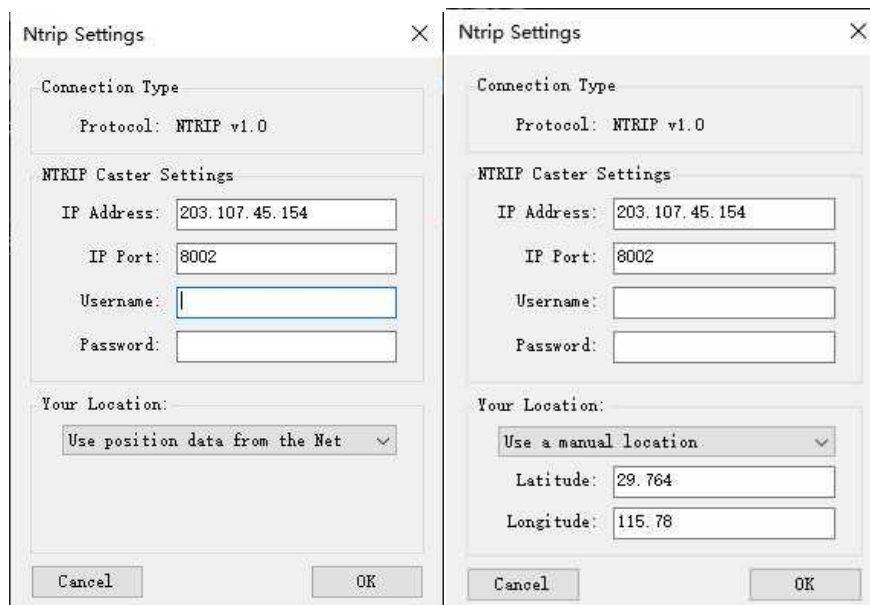 Ntrip Settings
Connection Type
Protocol: NTRIP v1.0
NTRIP Caster Settings
IP Address: 203.107.45.154
IP Port: 8002
Username:
Password:
Your Location:
Use position data from the Net
Cancel OK
Ntrip Settings
Connection Type
Protocol: NTRIP v1.0
NTRIP Caster Settings
IP Address: 203.107.45.154
IP Port: 8002
Username:
Password:
Your Location:
Use a manual location
Latitude: 29.764
Longitude: 115.78
Cancel OK